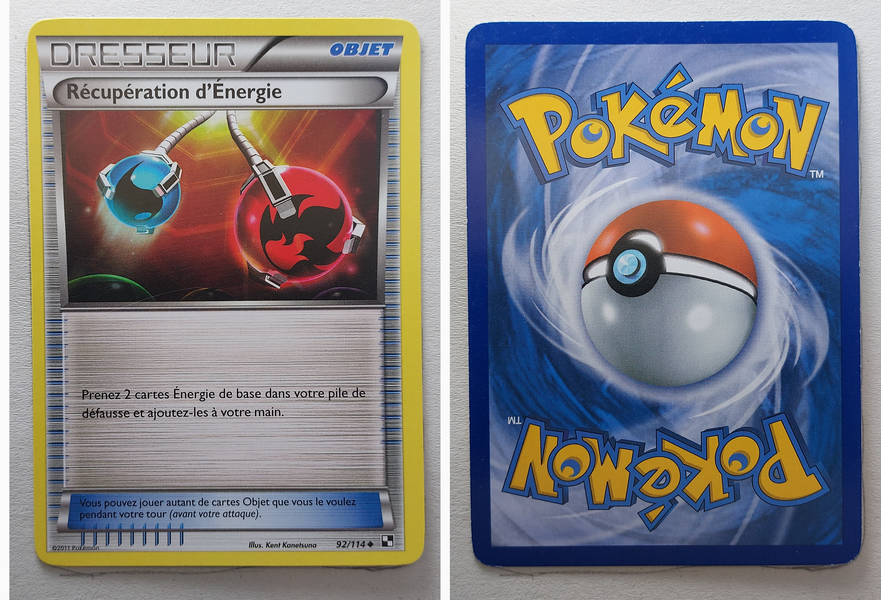 DRESSEUR
OBJET
Récupération d'Énergie
Prenez 2 cartes Énergie de base dans votre pile de
défausse et ajoutez-les à votre main.
Vous pouvez jouer autant de cartes Objet que vous le voulez
pendant votre tour (avant votre attaque).
©2011 Pokémon
Illus. Kent Kanetsuna
92/114
POKÉMON
TM
TM
POKÉMON